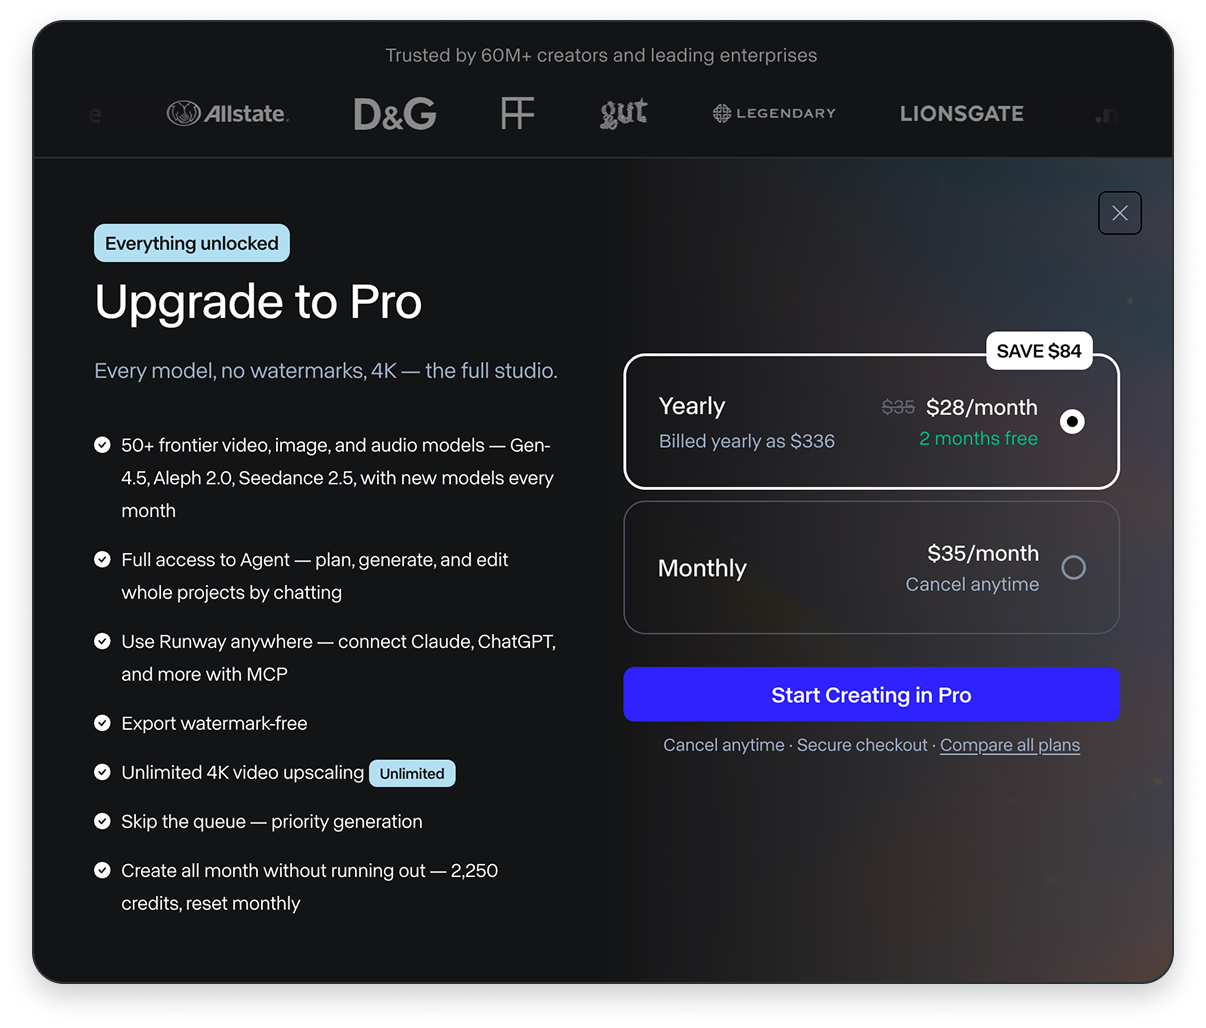 Trusted by 60M+ creators and leading enterprises
e Allstate. D&G gut LEGENDARY LIONSGATE .n
Everything unlocked
Upgrade to Pro
Every model, no watermarks, 4K — the full studio.
50+ frontier video, image, and audio models — Gen-
4.5, Aleph 2.0, Seedance 2.5, with new models every
month
Full access to Agent — plan, generate, and edit
whole projects by chatting
Use Runway anywhere — connect Claude, ChatGPT,
and more with MCP
Export watermark-free
Unlimited 4K video upscaling Unlimited
Skip the queue — priority generation
Create all month without running out — 2,250
credits, reset monthly
SAVE $84
Yearly
$35 $28/month
Billed yearly as $336
2 months free
Monthly
$35/month
Cancel anytime
Start Creating in Pro
Cancel anytime · Secure checkout · Compare all plans